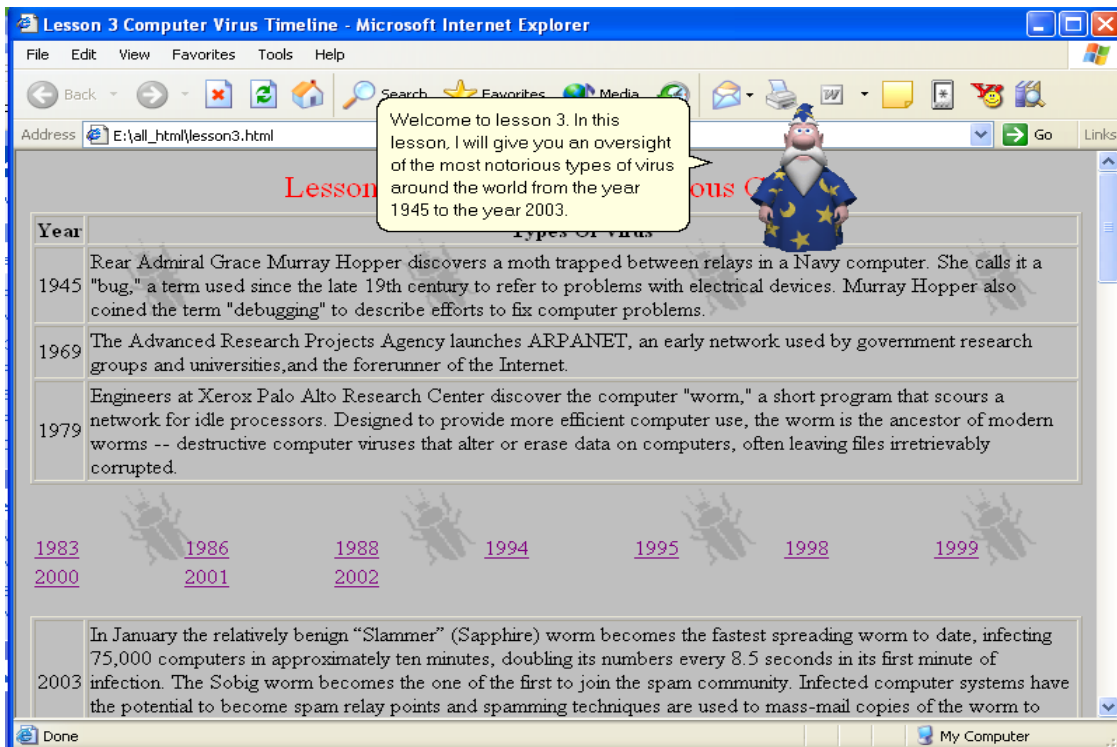 Lesson 3 Computer Virus Timeline - Microsoft Internet Explorer
File Edit View Favorites Tools Help
Back Search Favorites Media
Address E:\all_html\lesson3.html Go Links
Welcome to lesson 3. In this
lesson, I will give you an oversight
of the most notorious types of virus
around the world from the year
1945 to the year 2003.
Lesson
Year Types Of Virus
1945
Rear Admiral Grace Murray Hopper discovers a moth trapped between relays in a Navy computer. She calls it a
"bug," a term used since the late 19th century to refer to problems with electrical devices. Murray Hopper also
coined the term "debugging" to describe efforts to fix computer problems.
1969
The Advanced Research Projects Agency launches ARPANET, an early network used by government research
groups and universities,and the forerunner of the Internet.
1979
Engineers at Xerox Palo Alto Research Center discover the computer "worm," a short program that scours a
network for idle processors. Designed to provide more efficient computer use, the worm is the ancestor of modern
worms -- destructive computer viruses that alter or erase data on computers, often leaving files irretrievably
corrupted.
1983 1986 1988 1994 1995 1998 1999
2000 2001 2002
2003
In January the relatively benign “Slammer” (Sapphire) worm becomes the fastest spreading worm to date, infecting
75,000 computers in approximately ten minutes, doubling its numbers every 8.5 seconds in its first minute of
infection. The Sobig worm becomes the one of the first to join the spam community. Infected computer systems have
the potential to become spam relay points and spamming techniques are used to mass-mail copies of the worm to
Done My Computer